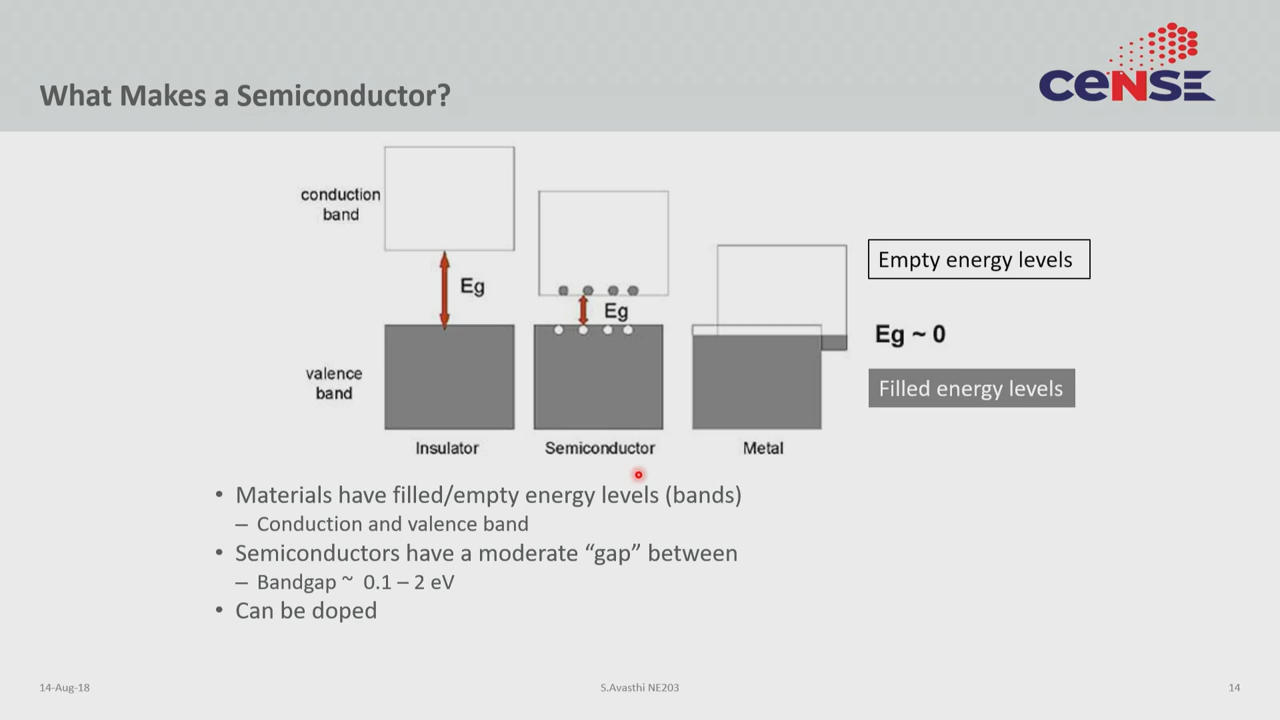 What Makes a Semiconductor?
ceNSE
conduction
band
Eg
Eg
Empty energy levels
Eg ~ 0
valence
band
Filled energy levels
Insulator
Semiconductor
Metal
• Materials have filled/empty energy levels (bands)
– Conduction and valence band
• Semiconductors have a moderate “gap” between
– Bandgap ~ 0.1 – 2 eV
• Can be doped
14-Aug-18
S.Avasthi NE203
14